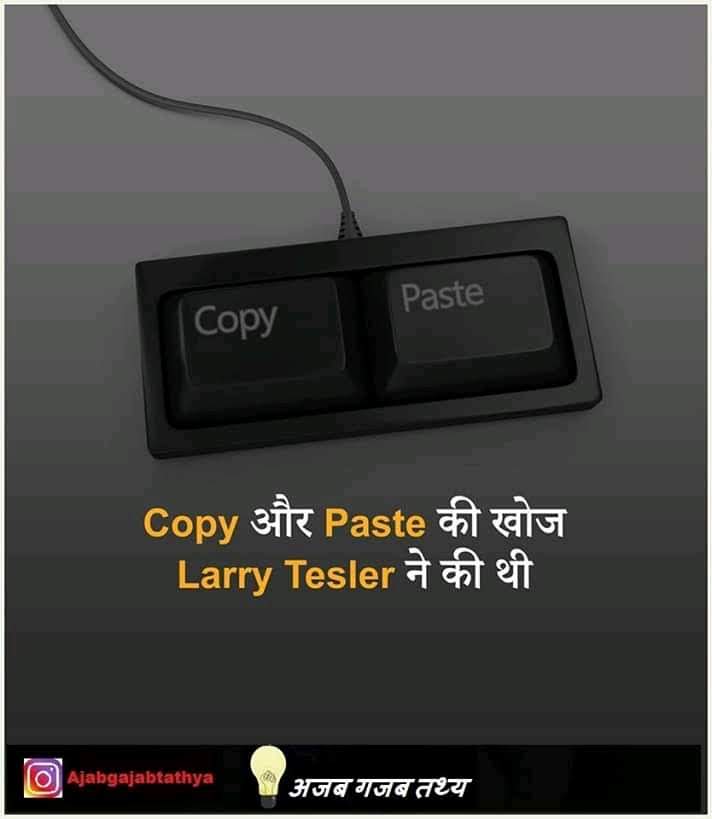 Copy
Paste
Copy और Paste की खोज
Larry Tesler ने की थी
Ajabgajabtathya
अजब गजब तथ्य